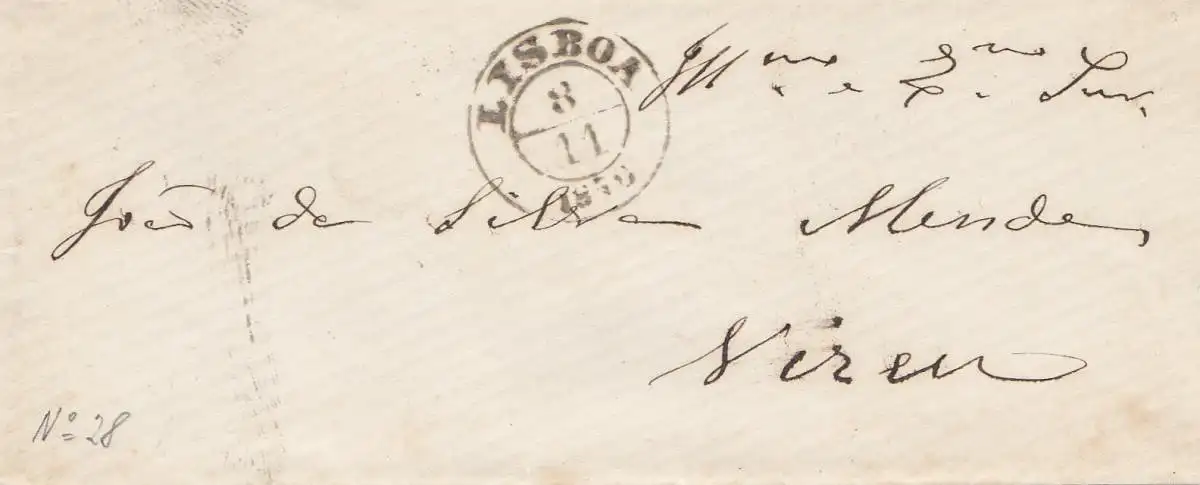 LISBOA
8
11
Illmo e Exmo Snr.
João da Silva Mendes
Vizeu
Nº 28